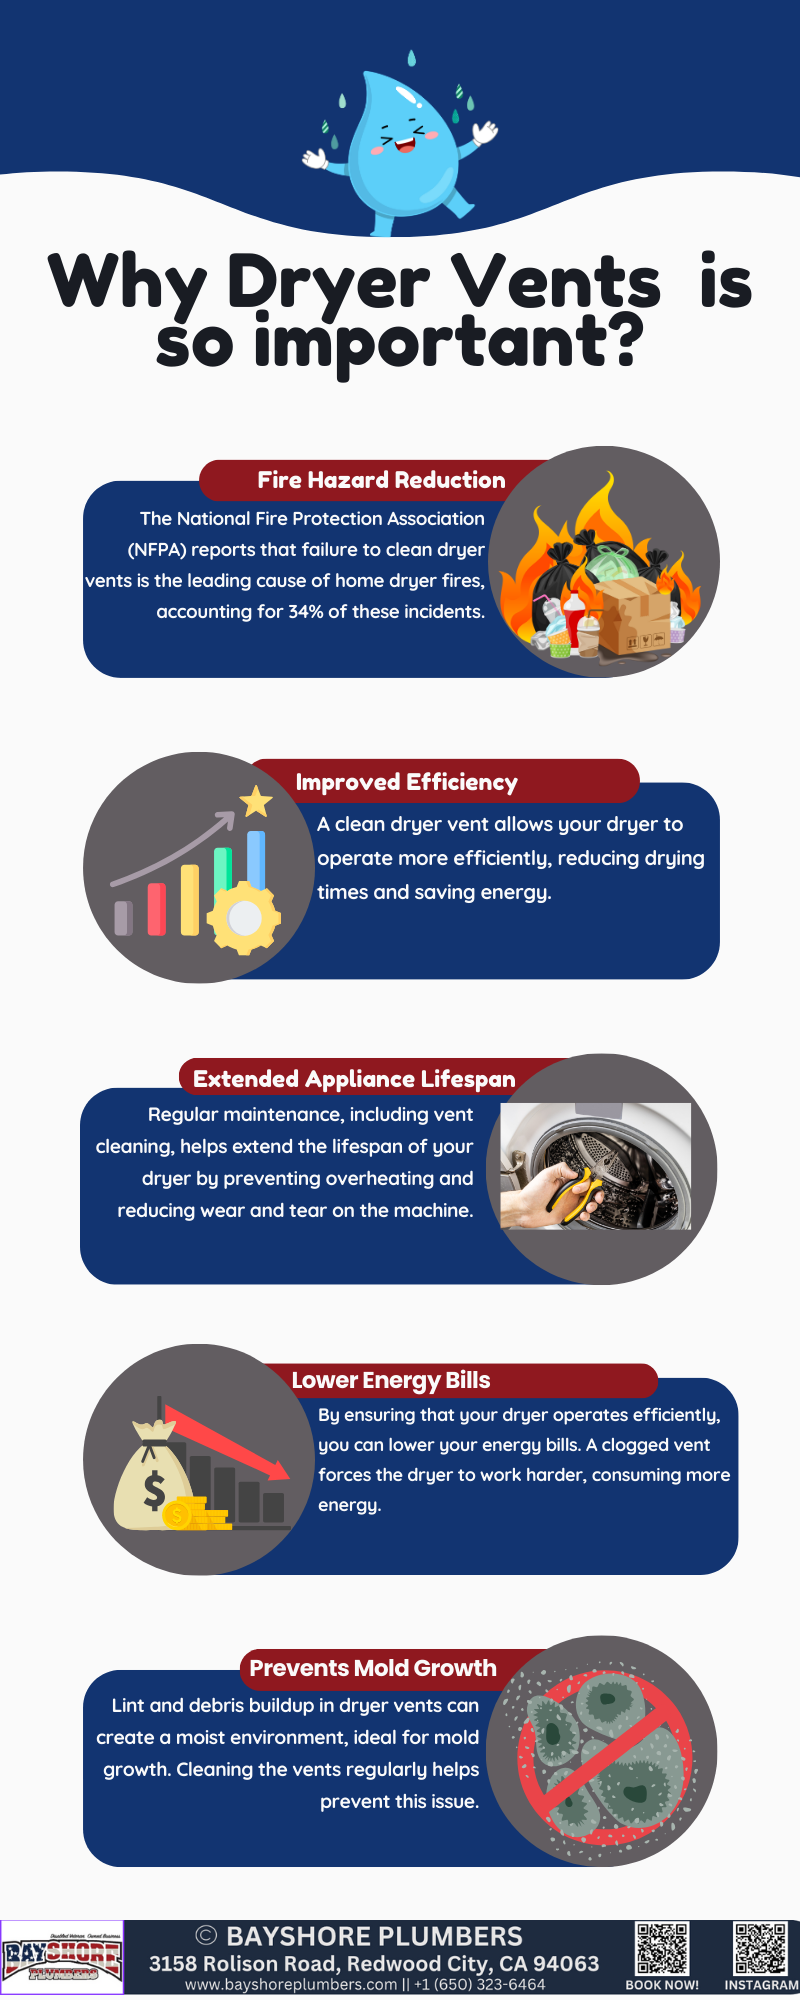 Why Dryer Vents is
so important?
Fire Hazard Reduction
The National Fire Protection Association
(NFPA) reports that failure to clean dryer
vents is the leading cause of home dryer fires,
accounting for 34% of these incidents.
Improved Efficiency
A clean dryer vent allows your dryer to
operate more efficiently, reducing drying
times and saving energy.
Extended Appliance Lifespan
Regular maintenance, including vent
cleaning, helps extend the lifespan of your
dryer by preventing overheating and
reducing wear and tear on the machine.
Lower Energy Bills
By ensuring that your dryer operates efficiently,
you can lower your energy bills. A clogged vent
forces the dryer to work harder, consuming more
energy.
$
$
Prevents Mold Growth
Lint and debris buildup in dryer vents can
create a moist environment, ideal for mold
growth. Cleaning the vents regularly helps
prevent this issue.
Disabled Veteran Owned Business
BAYSHORE
PLUMBERS
© BAYSHORE PLUMBERS
3158 Rolison Road, Redwood City, CA 94063
www.bayshoreplumbers.com || +1 (650) 323-6464
BOOK NOW!
INSTAGRAM